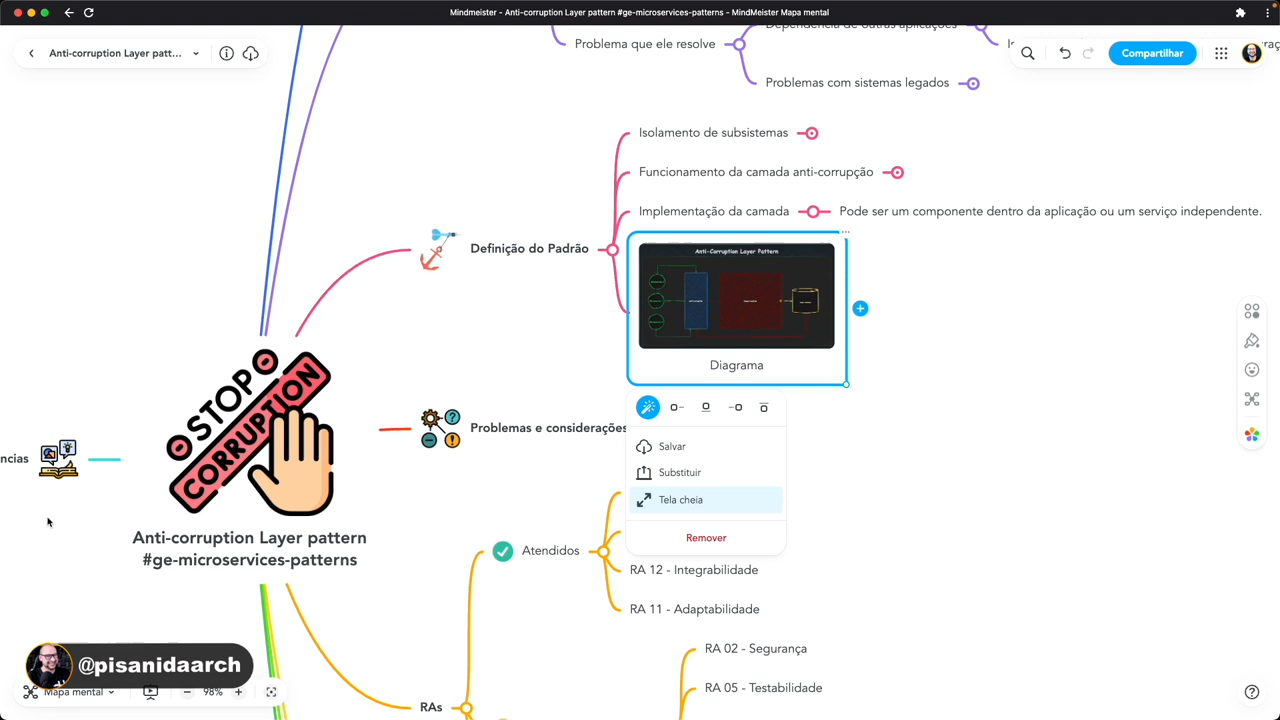 Mindmeister - Anti-corruption Layer pattern #ge-microservices-patterns - MindMeister Mapa mental
Anti-corruption Layer patt...
Compartilhar
Dependência de outras aplicações
Problema que ele resolve
Problemas com sistemas legados
Isolamento de subsistemas
Funcionamento da camada anti-corrupção
Implementação da camada
Pode ser um componente dentro da aplicação ou um serviço independente.
Definição do Padrão
Anti-Corruption Layer Pattern
Diagrama
Problemas e considerações
Salvar
Substituir
Tela cheia
Remover
ncias
STOP
CORRUPTION
Anti-corruption Layer pattern
#ge-microservices-patterns
Atendidos
RA 12 - Integrabilidade
RA 11 - Adaptabilidade
RA 02 - Segurança
RA 05 - Testabilidade
RAs
@pisanidaarch
Mapa mental
98%